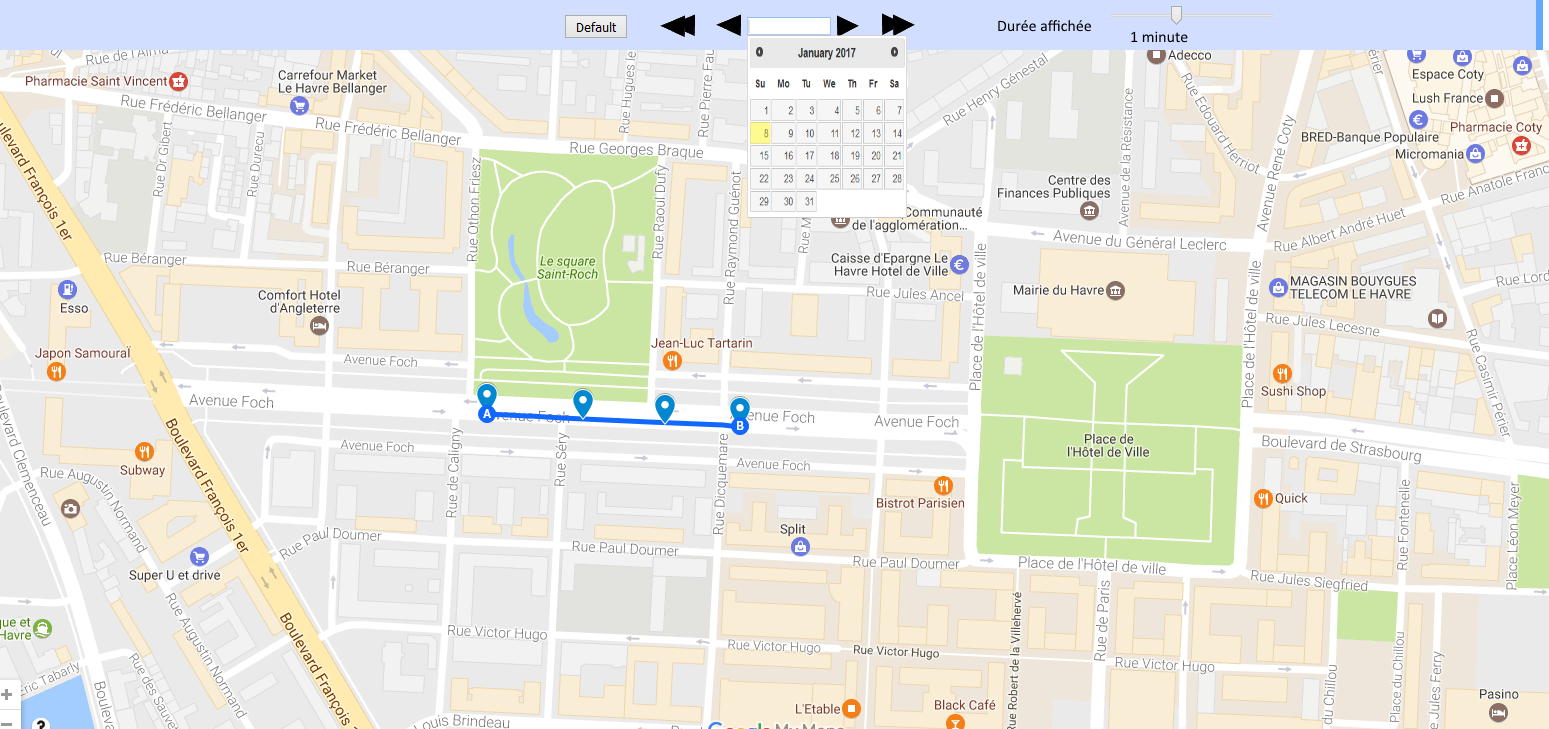 Default
Durée affichée
1 minute
January 2017
Su Mo Tu We Th Fr Sa
1 2 3 4 5 6 7
8 9 10 11 12 13 14
15 16 17 18 19 20 21
22 23 24 25 26 27 28
29 30 31
Rue de l'Alma
Pharmacie Saint Vincent
Carrefour Market
Le Havre Bellanger
Rue Frédéric Bellanger
Rue Frédéric Bellanger
Rue Hugues le
Rue Pierre Fau
Rue Georges Braque
Rue Henry Génestal
Avenue de la Résistance
Adecco
Rue Edouard Herriot
Avenue René Coty
Espace Coty
Lush France
BRED-Banque Populaire
Pharmacie Coty
Micromania
Rue Anatole France
Rue Albert André Huet
Centre des
Finances Publiques
Avenue du Général Leclerc
Communauté
de l'agglomération...
Caisse d'Epargne Le
Havre Hotel de Ville
Rue Jules Ancel
Place de l'Hôtel de ville
Mairie du Havre
Place de l'Hôtel de ville
MAGASIN BOUYGUES
TELECOM LE HAVRE
Rue Lord
Rue Jules Lecesne
Rue Casimir Périer
Sushi Shop
Boulevard François 1er
Rue Dr Gibert
Rue Durécu
Rue Othon Friesz
Rue Raoul Dufy
Rue Raymond Guénot
Rue M
Le square
Saint-Roch
Rue Béranger
Rue Béranger
Esso
Comfort Hotel
d'Angleterre
Japon Samouraï
Jean-Luc Tartarin
Avenue Foch
Avenue Foch
Avenue Foch
Avenue Foch
Avenue Foch
A
B
Avenue Foch
Avenue Foch
Place de
l'Hôtel de Ville
Boulevard de Strasbourg
Boulevard François 1er
Boulevard Clemenceau
Subway
Rue Augustin Normand
Rue de Caligny
Rue Séry
Rue Dicquemare
Bistrot Parisien
Quick
Rue Fontenelle
Place Léon Meyer
Split
Rue Paul Doumer
Rue Paul Doumer
Rue Paul Doumer
Place de l'Hôtel de ville
Rue Jules Siegfried
Super U et drive
Rue Augustin Normand
Boulevard François 1er
que et
Havre
Rue Victor Hugo
Rue Victor Hugo
Rue Victor Hugo
Rue Victor Hugo
Rue Robert de la Villehervé
Rue de Paris
du Chillou
Rue du Chillou
Rue Jules Ferry
Eric Tabarly
Rue des Sauve
Louis Brindeau
L'Etable
Black Café
Pasino
Google My Maps
+
−
?